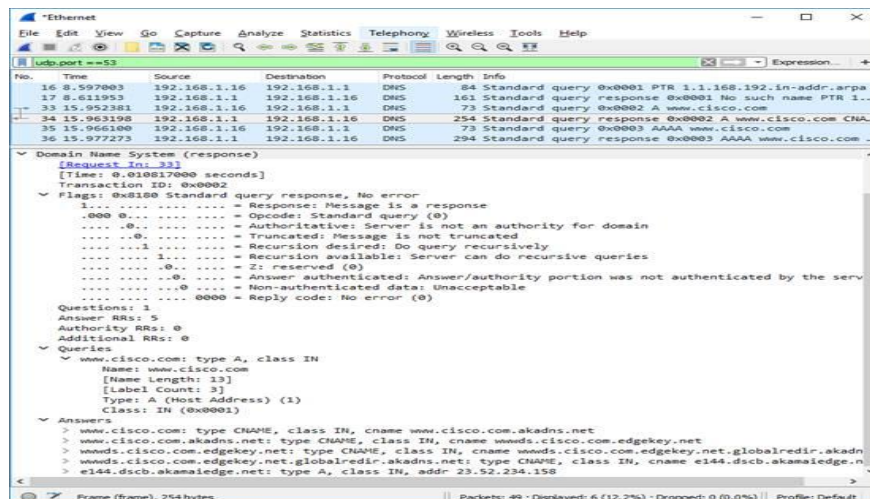 *Ethernet
File Edit View Go Capture Analyze Statistics Telephony Wireless Tools Help
udp.port ==53 Expression... +
No. Time Source Destination Protocol Length Info
16 8.597003 192.168.1.16 192.168.1.1 DNS 84 Standard query 0x0001 PTR 1.1.168.192.in-addr.arpa
17 8.611953 192.168.1.1 192.168.1.16 DNS 161 Standard query response 0x0001 No such name PTR 1..
33 15.952381 192.168.1.16 192.168.1.1 DNS 73 Standard query 0x0002 A www.cisco.com
34 15.963198 192.168.1.1 192.168.1.16 DNS 254 Standard query response 0x0002 A www.cisco.com CNA…
35 15.966100 192.168.1.16 192.168.1.1 DNS 73 Standard query 0x0003 AAAA www.cisco.com
36 15.977273 192.168.1.1 192.168.1.16 DNS 294 Standard query response 0x0003 AAAA www.cisco.com .
Domain Name System (response)
[Request In: 33]
[Time: 0.010817000 seconds]
Transaction ID: 0x0002
Flags: 0x8180 Standard query response, No error
1... .... .... .... = Response: Message is a response
.000 0... .... .... = Opcode: Standard query (0)
.... .0.. .... .... = Authoritative: Server is not an authority for domain
.... ..0. .... .... = Truncated: Message is not truncated
.... ...1 .... .... = Recursion desired: Do query recursively
.... .... 1... .... = Recursion available: Server can do recursive queries
.... .... .0.. .... = Z: reserved (0)
.... .... ..0. .... = Answer authenticated: Answer/authority portion was not authenticated by the serv
.... .... ...0 .... = Non-authenticated data: Unacceptable
.... .... .... 0000 = Reply code: No error (0)
Questions: 1
Answer RRs: 5
Authority RRs: 0
Additional RRs: 0
Queries
www.cisco.com: type A, class IN
Name: www.cisco.com
[Name Length: 13]
[Label Count: 3]
Type: A (Host Address) (1)
Class: IN (0x0001)
Answers
www.cisco.com: type CNAME, class IN, cname www.cisco.com.akadns.net
www.cisco.com.akadns.net: type CNAME, class IN, cname wwwds.cisco.com.edgekey.net
wwwds.cisco.com.edgekey.net: type CNAME, class IN, cname wwwds.cisco.com.edgekey.net.globalredir.akadn
wwwds.cisco.com.edgekey.net.globalredir.akadns.net: type CNAME, class IN, cname e144.dscb.akamaiedge.n
e144.dscb.akamaiedge.net: type A, class IN, addr 23.52.234.158
Frame (frame), 254 bytes Packets: 49 · Displayed: 6 (12.2%) · Dropped: 0 (0.0%) Profile: Default